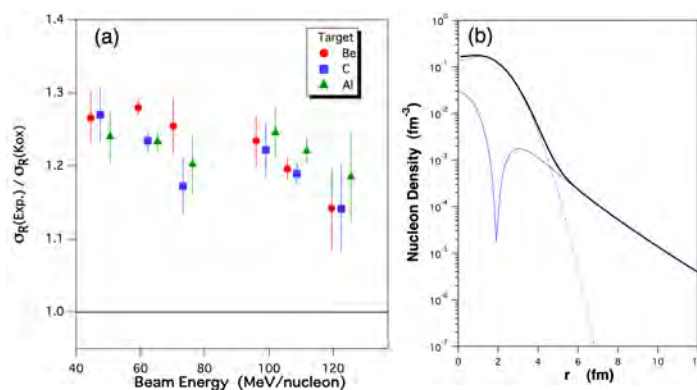 (a)
Target
Be
C
Al
1.4
1.3
1.2
1.1
1.0
σR(Exp.) / σR(Kox)
40
60
80
100
120
Beam Energy (MeV/nucleon)
(b)
10⁰
10⁻¹
10⁻²
10⁻³
10⁻⁴
10⁻⁵
10⁻⁶
10⁻⁷
Nucleon Density (fm⁻³)
0
2
4
6
8
10
12
r (fm)